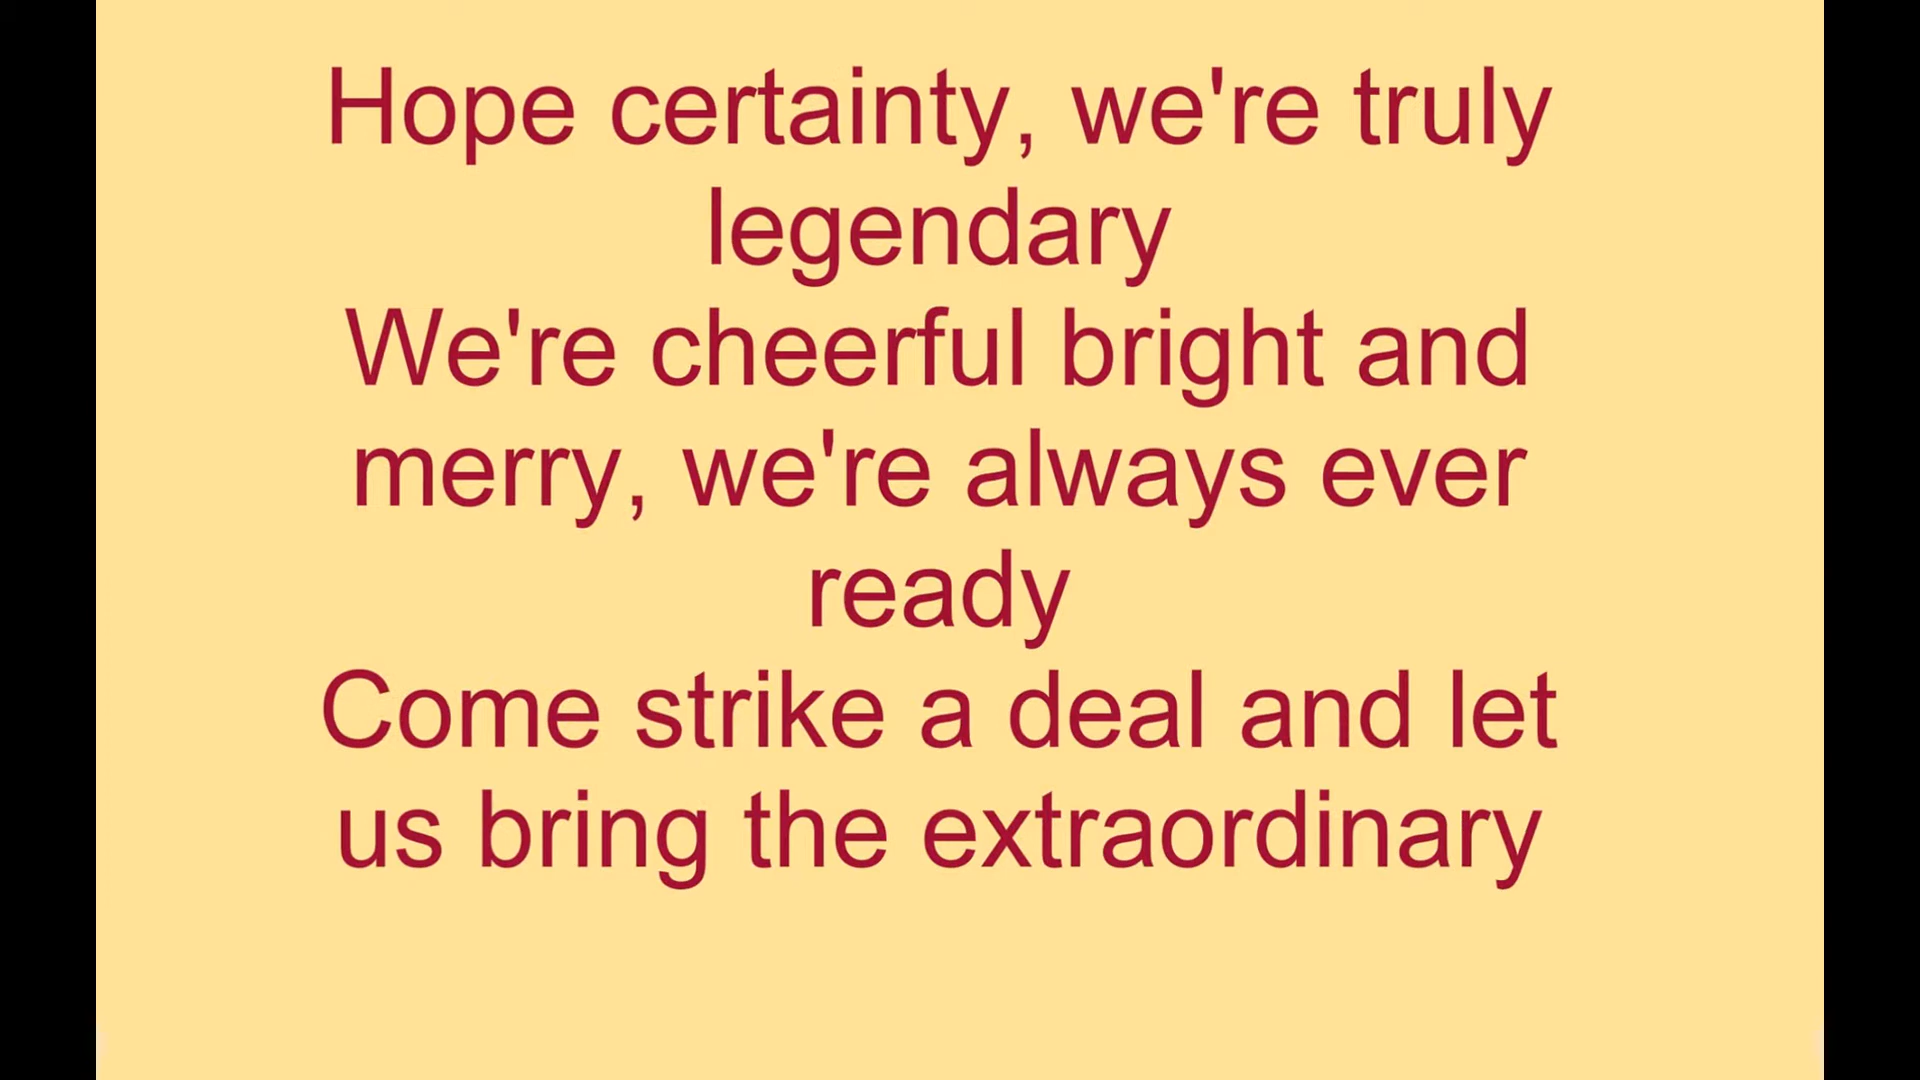 Hope certainty, we're truly
legendary
We're cheerful bright and
merry, we're always ever
ready
Come strike a deal and let
us bring the extraordinary